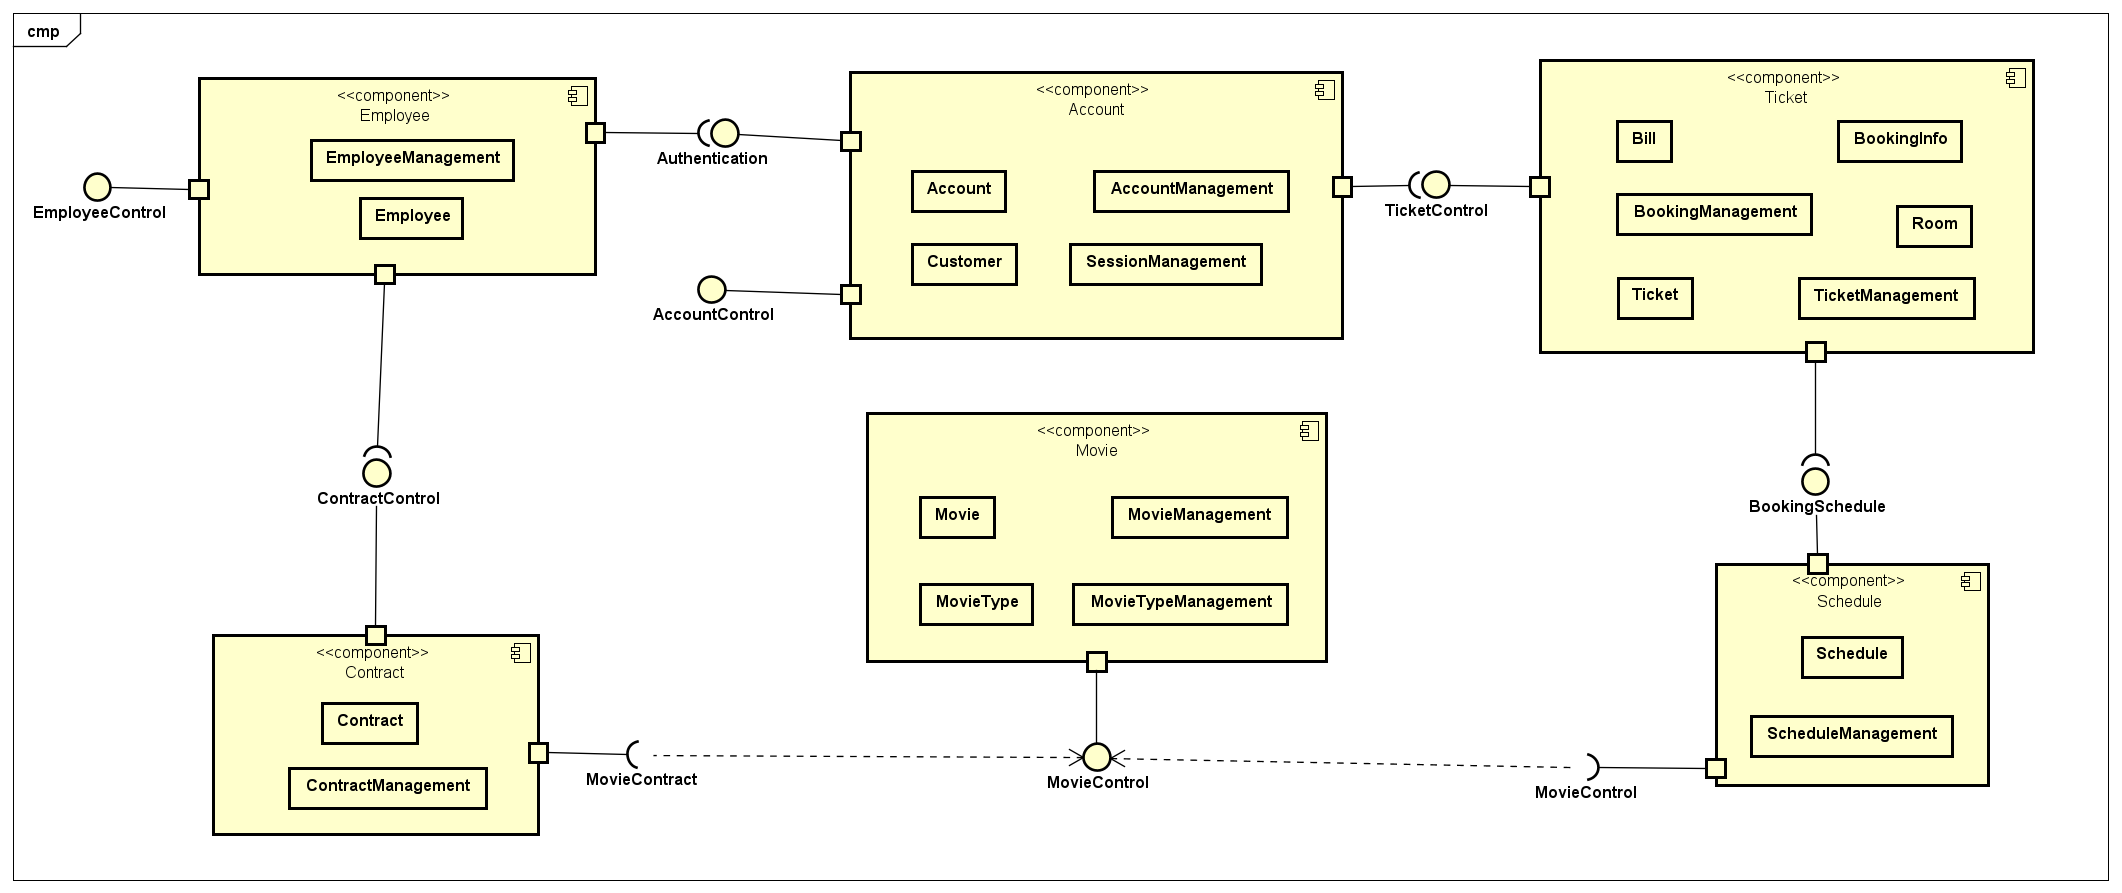 cmp
<<component>>
Employee
EmployeeManagement
Employee
EmployeeControl
Authentication
<<component>>
Account
Account
AccountManagement
Customer
SessionManagement
AccountControl
TicketControl
<<component>>
Ticket
Bill
BookingInfo
BookingManagement
Room
Ticket
TicketManagement
ContractControl
<<component>>
Movie
Movie
MovieManagement
MovieType
MovieTypeManagement
BookingSchedule
<<component>>
Schedule
Schedule
ScheduleManagement
<<component>>
Contract
Contract
ContractManagement
MovieContract
MovieControl
MovieControl